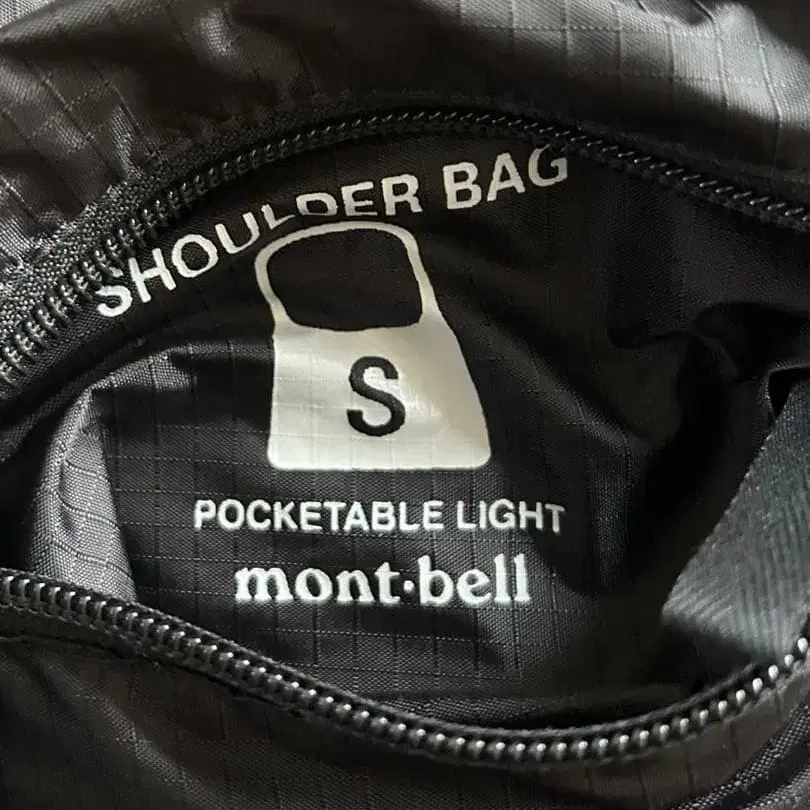 SHOULDER BAG
S
POCKETABLE LIGHT
mont·bell